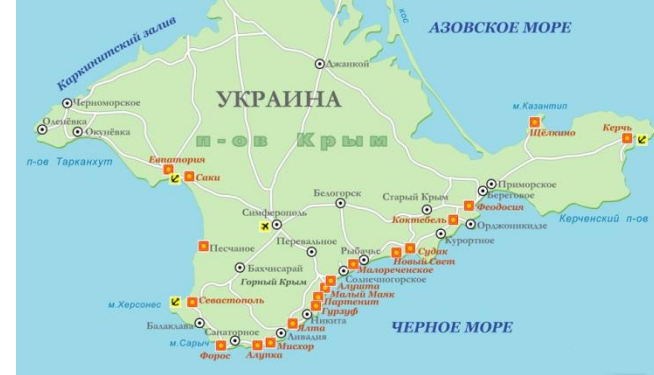 кос
АЗОВСКОЕ МОРЕ
Каркинитский залив
Джанкой
УКРАИНА
п-ов Крым
Черноморское
Оленёвка
Окунёвка
п-ов Тарханкут
м.Казантип
Щёлкино
Керчь
Евпатория
Саки
Белогорск
Старый Крым
Приморское
Береговое
Феодосия
Коктебель
Орджоникидзе
Керченский п-ов
Симферополь
Курортное
Песчаное
Перевальное
Рыбачье
Судак
Новый Свет
Бахчисарай
Малореченское
Солнечногорское
Горный Крым
Алушта
Малый Маяк
Партенит
Гурзуф
м.Херсонес
Севастополь
Никита
Ялта
Балаклава
Санаторное
Ливадия
ЧЕРНОЕ МОРЕ
м.Сарыч
Мисхор
Форос
Алупка